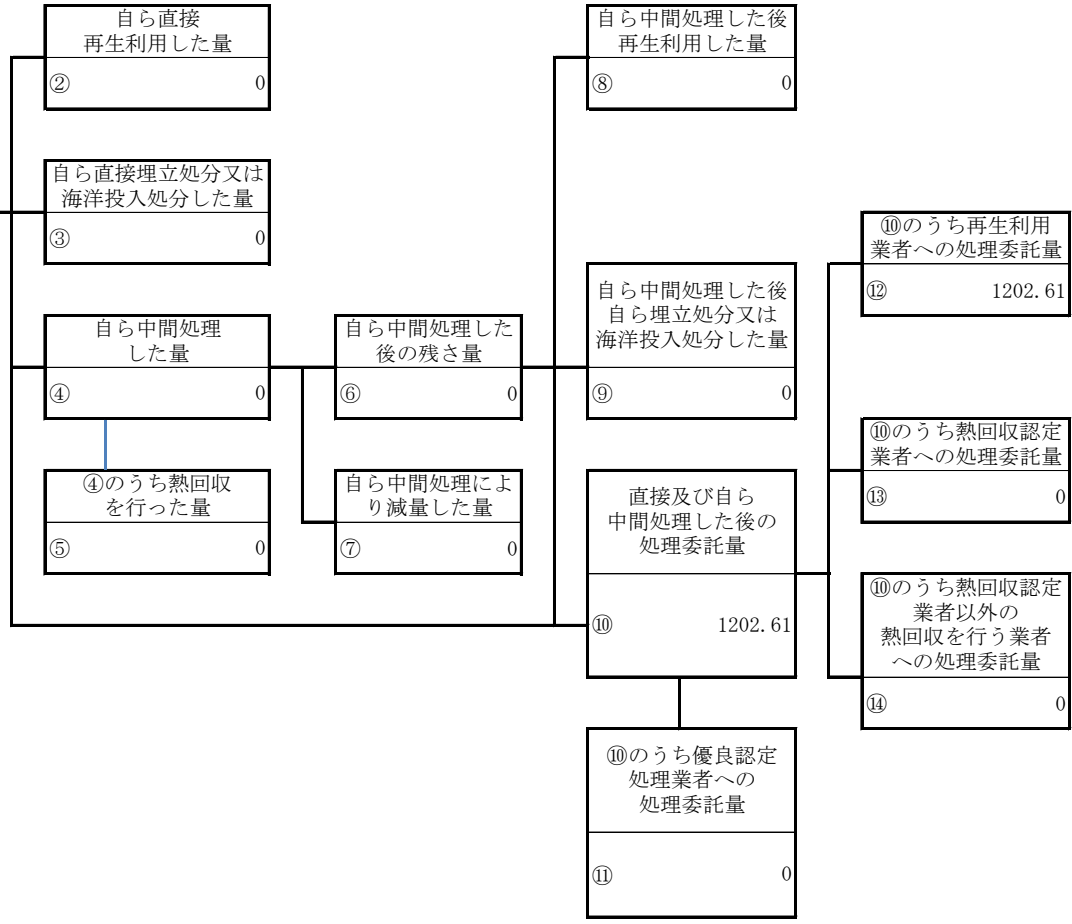 自ら直接
再生利用した量
② 0
自ら中間処理した後
再生利用した量
⑧ 0
自ら直接埋立処分又は
海洋投入処分した量
③ 0
⑩のうち再生利用
業者への処理委託量
⑫ 1202.61
自ら中間処理した後
自ら埋立処分又は
海洋投入処分した量
⑨ 0
自ら中間処理
した量
④ 0
自ら中間処理した
後の残さ量
⑥ 0
⑩のうち熱回収認定
業者への処理委託量
⑬ 0
④のうち熱回収
を行った量
⑤ 0
自ら中間処理によ
り減量した量
⑦ 0
直接及び自ら
中間処理した後の
処理委託量
⑩ 1202.61
⑩のうち熱回収認定
業者以外の
熱回収を行う業者
への処理委託量
⑭ 0
⑩のうち優良認定
処理業者への
処理委託量
⑪ 0